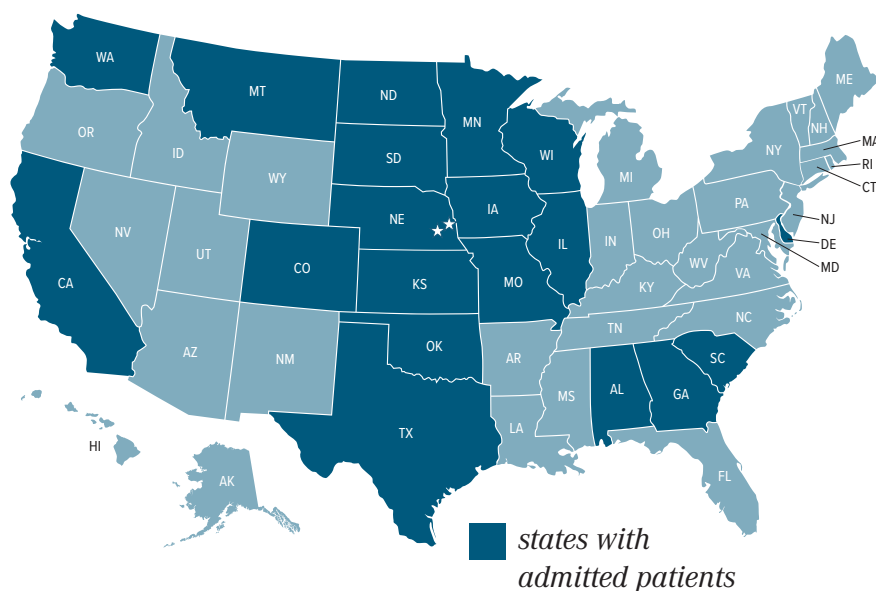 WA
MT
ND
MN
ME
OR
ID
SD
WI
VT
NH
MA
NY
RI
WY
MI
CT
NE
IA
PA
NV
UT
IL
IN
OH
NJ
CA
CO
KS
MO
WV
VA
DE
KY
MD
NC
TN
AZ
NM
OK
AR
SC
MS
AL
GA
TX
LA
HI
AK
FL
states with
admitted patients